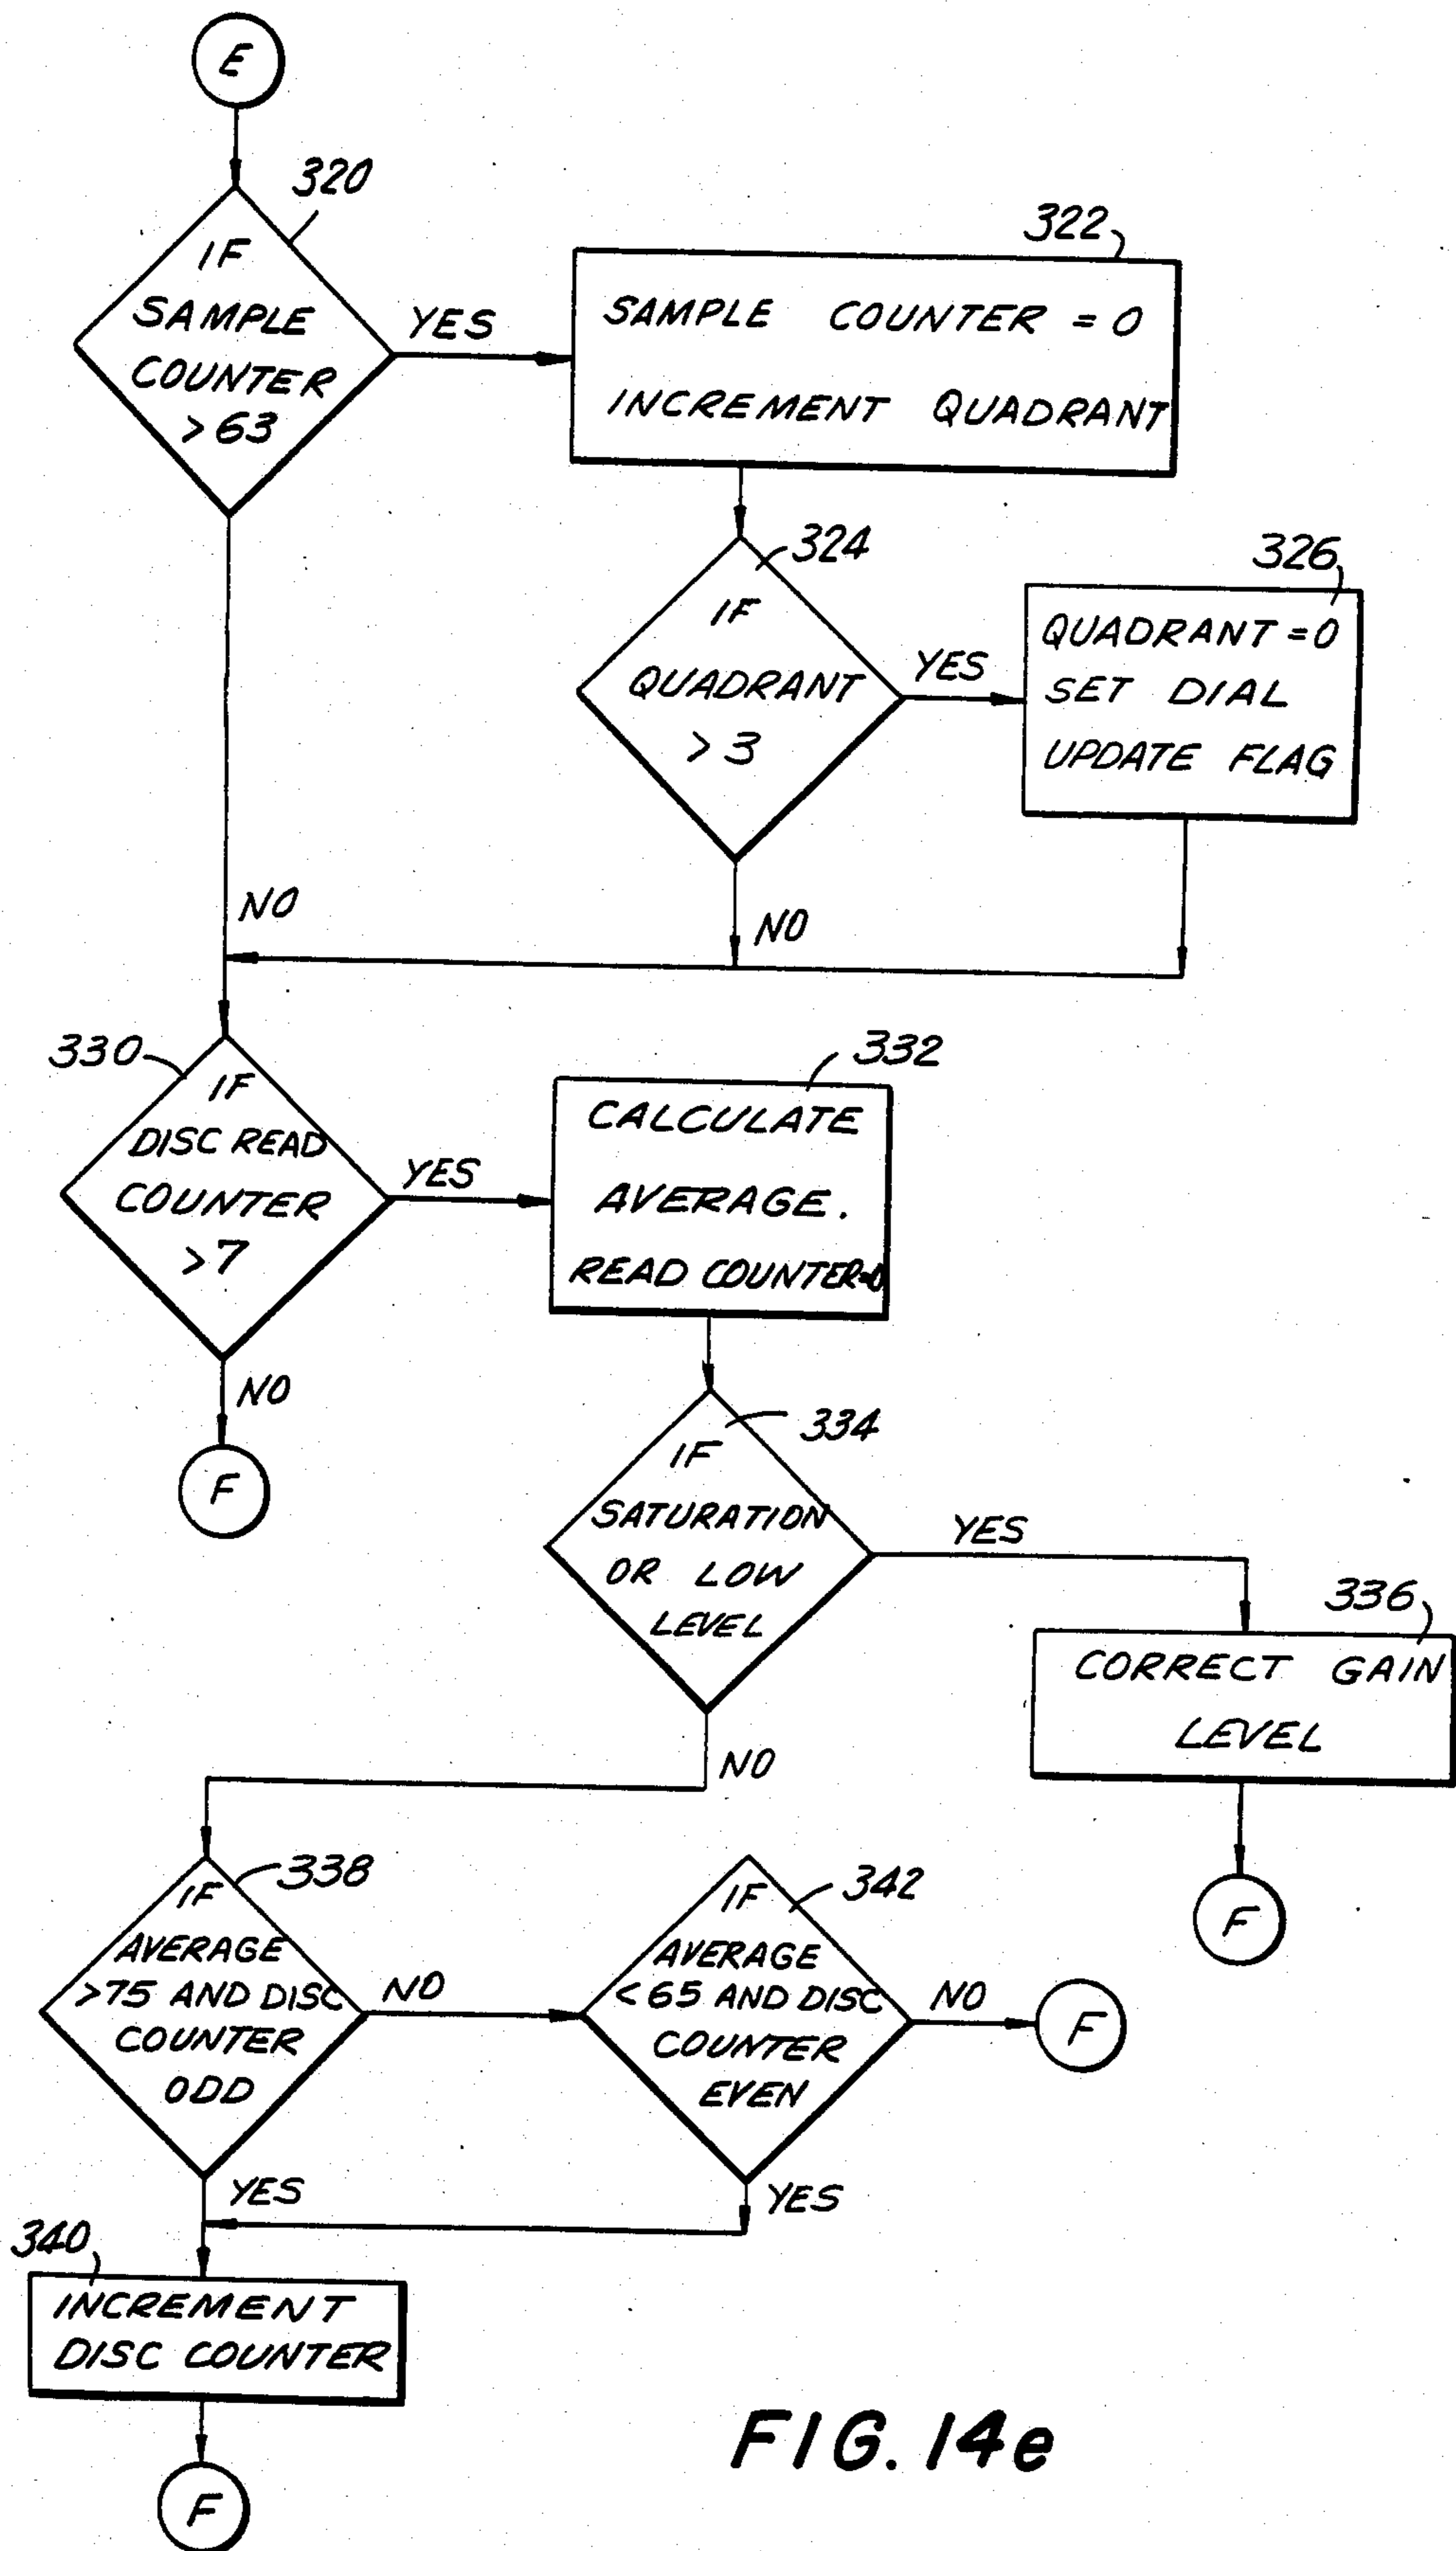 E
320
IF
SAMPLE
COUNTER
>63
YES
322
SAMPLE COUNTER = 0
INCREMENT QUADRANT
324
IF
QUADRANT
>3
YES
326
QUADRANT=0
SET DIAL
UPDATE FLAG
NO
NO
330
IF
DISC READ
COUNTER
>7
YES
332
CALCULATE
AVERAGE.
READ COUNTER=0
NO
F
334
IF
SATURATION
OR LOW
LEVEL
YES
336
CORRECT GAIN
LEVEL
F
NO
338
IF
AVERAGE
>75 AND DISC
COUNTER
ODD
NO
342
IF
AVERAGE
<65 AND DISC
COUNTER
EVEN
NO
F
YES
YES
340
INCREMENT
DISC COUNTER
F
FIG. 14e